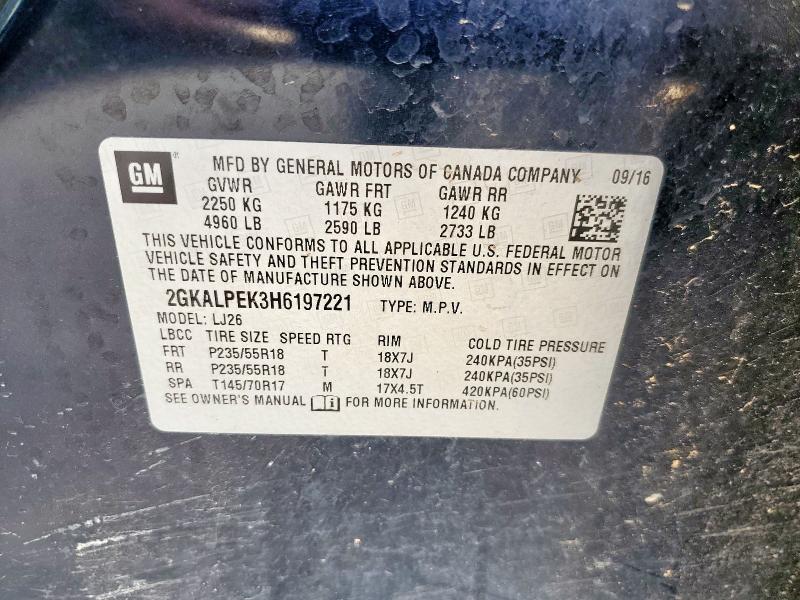 GM ® MFD BY GENERAL MOTORS OF CANADA COMPANY 09/16
GVWR GAWR FRT GAWR RR
2250 KG 1175 KG 1240 KG
4960 LB 2590 LB 2733 LB
THIS VEHICLE CONFORMS TO ALL APPLICABLE U.S. FEDERAL MOTOR
VEHICLE SAFETY AND THEFT PREVENTION STANDARDS IN EFFECT ON
THE DATE OF MANUFACTURE SHOWN ABOVE.
2GKALPEK3H6197221 TYPE: M.P.V.
MODEL: LJ26
LBCC TIRE SIZE SPEED RTG RIM COLD TIRE PRESSURE
FRT P235/55R18 T 18X7J 240KPA(35PSI)
RR P235/55R18 T 18X7J 240KPA(35PSI)
SPA T145/70R17 M 17X4.5T 420KPA(60PSI)
SEE OWNER'S MANUAL FOR MORE INFORMATION.